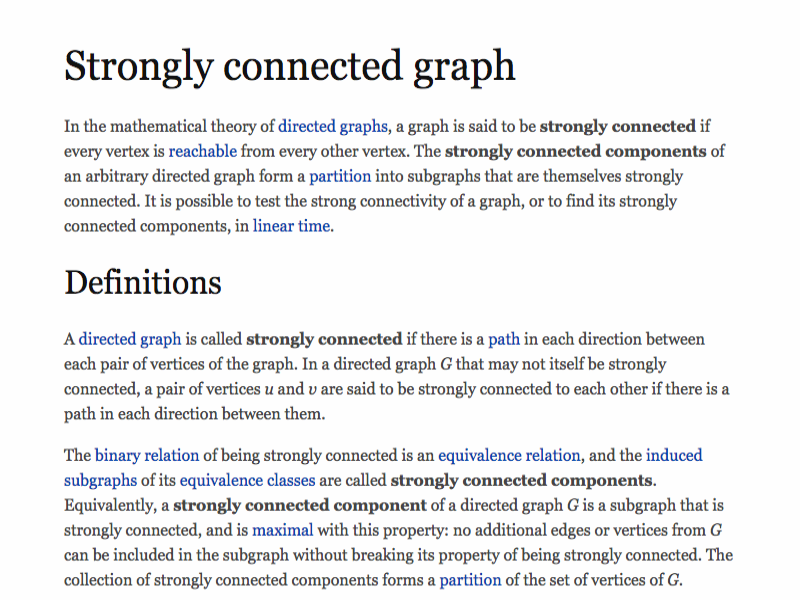 Strongly connected graph
In the mathematical theory of directed graphs, a graph is said to be strongly connected if
every vertex is reachable from every other vertex. The strongly connected components of
an arbitrary directed graph form a partition into subgraphs that are themselves strongly
connected. It is possible to test the strong connectivity of a graph, or to find its strongly
connected components, in linear time.
Definitions
A directed graph is called strongly connected if there is a path in each direction between
each pair of vertices of the graph. In a directed graph G that may not itself be strongly
connected, a pair of vertices u and v are said to be strongly connected to each other if there is a
path in each direction between them.
The binary relation of being strongly connected is an equivalence relation, and the induced
subgraphs of its equivalence classes are called strongly connected components.
Equivalently, a strongly connected component of a directed graph G is a subgraph that is
strongly connected, and is maximal with this property: no additional edges or vertices from G
can be included in the subgraph without breaking its property of being strongly connected. The
collection of strongly connected components forms a partition of the set of vertices of G.